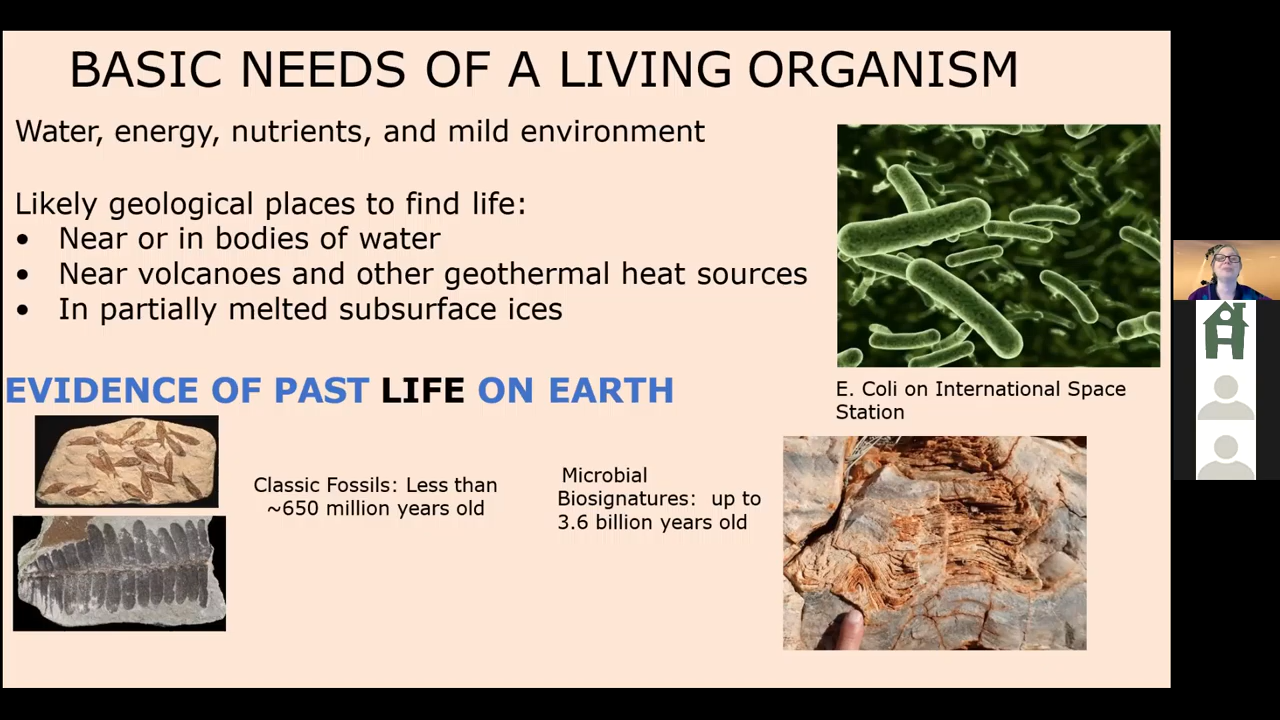 BASIC NEEDS OF A LIVING ORGANISM
Water, energy, nutrients, and mild environment
Likely geological places to find life:
• Near or in bodies of water
• Near volcanoes and other geothermal heat sources
• In partially melted subsurface ices
E. Coli on International Space
Station
EVIDENCE OF PAST LIFE ON EARTH
Classic Fossils: Less than
~650 million years old
Microbial
Biosignatures: up to
3.6 billion years old